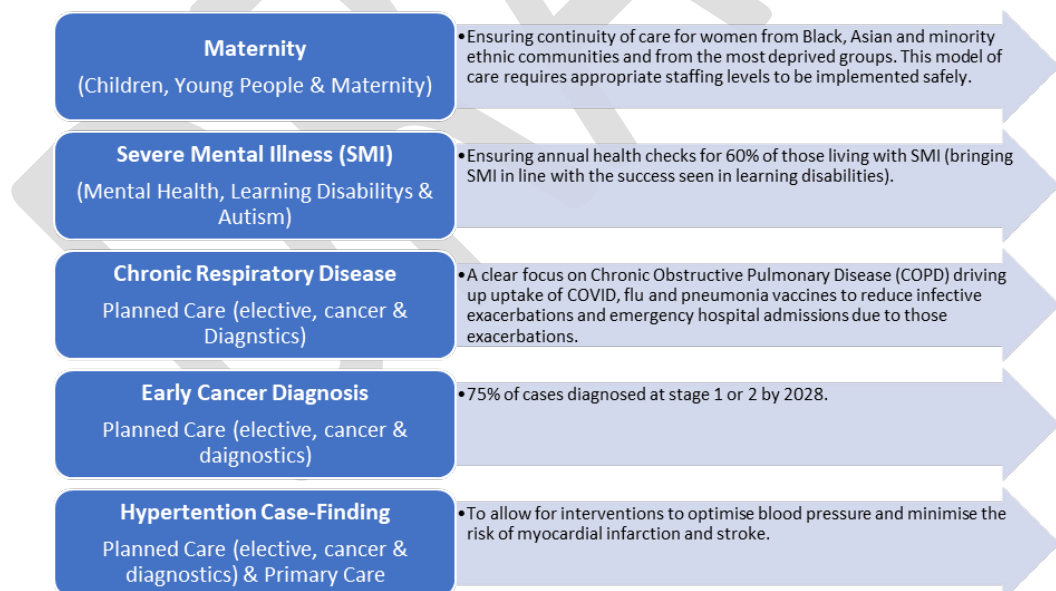 Maternity
(Children, Young People & Maternity)
•Ensuring continuity of care for women from Black, Asian and minority
ethnic communities and from the most deprived groups. This model of
care requires appropriate staffing levels to be implemented safely.
Severe Mental Illness (SMI)
(Mental Health, Learning Disabilitys &
Autism)
•Ensuring annual health checks for 60% of those living with SMI (bringing
SMI in line with the success seen in learning disabilities).
Chronic Respiratory Disease
Planned Care (elective, cancer &
Diagnstics)
•A clear focus on Chronic Obstructive Pulmonary Disease (COPD) driving
up uptake of COVID, flu and pneumonia vaccines to reduce infective
exacerbations and emergency hospital admissions due to those
exacerbations.
Early Cancer Diagnosis
Planned Care (elective, cancer &
daignostics)
•75% of cases diagnosed at stage 1 or 2 by 2028.
Hypertention Case-Finding
Planned Care (elective, cancer &
diagnostics) & Primary Care
•To allow for interventions to optimise blood pressure and minimise the
risk of myocardial infarction and stroke.